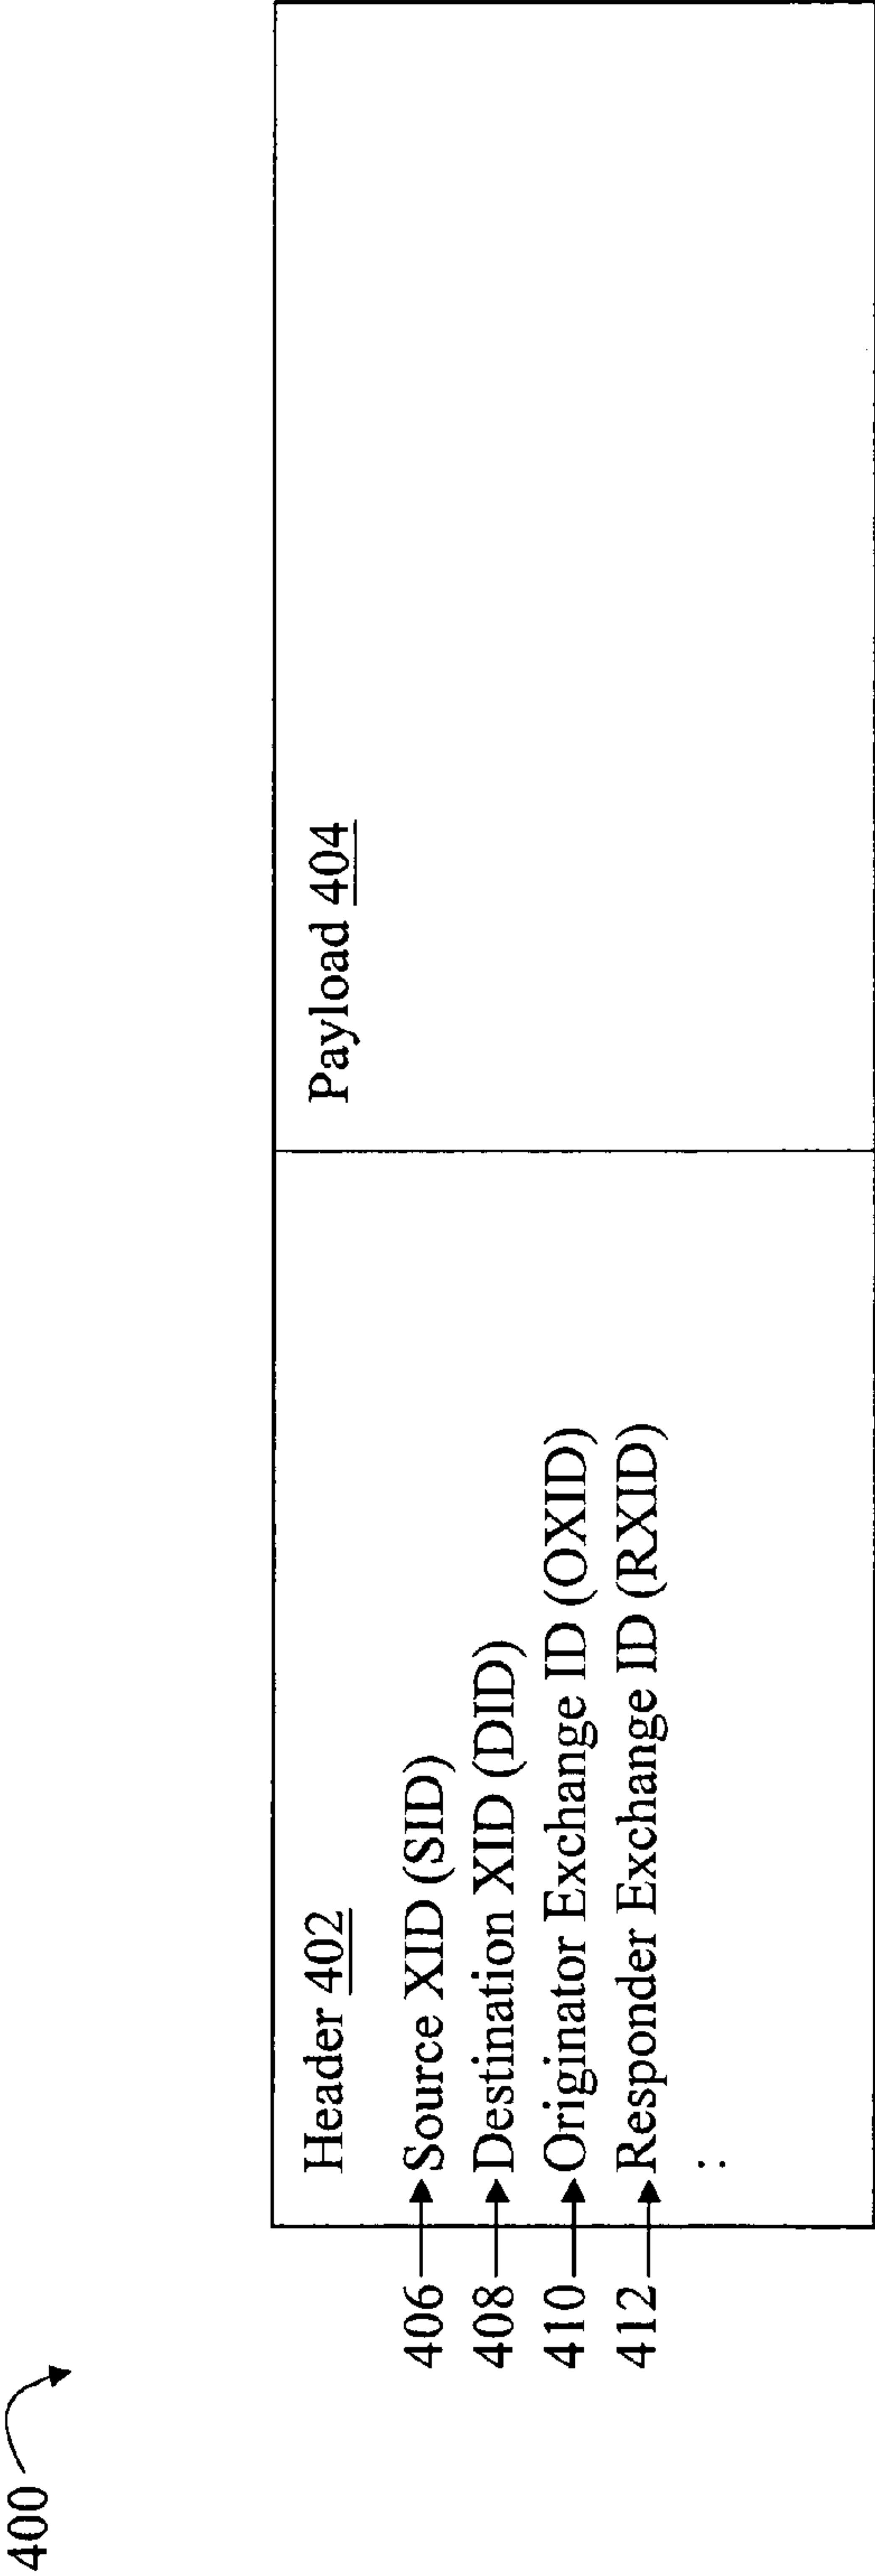 400
Header 402
Payload 404
406 Source XID (SID)
408 Destination XID (DID)
410 Originator Exchange ID (OXID)
412 Responder Exchange ID (RXID)
: